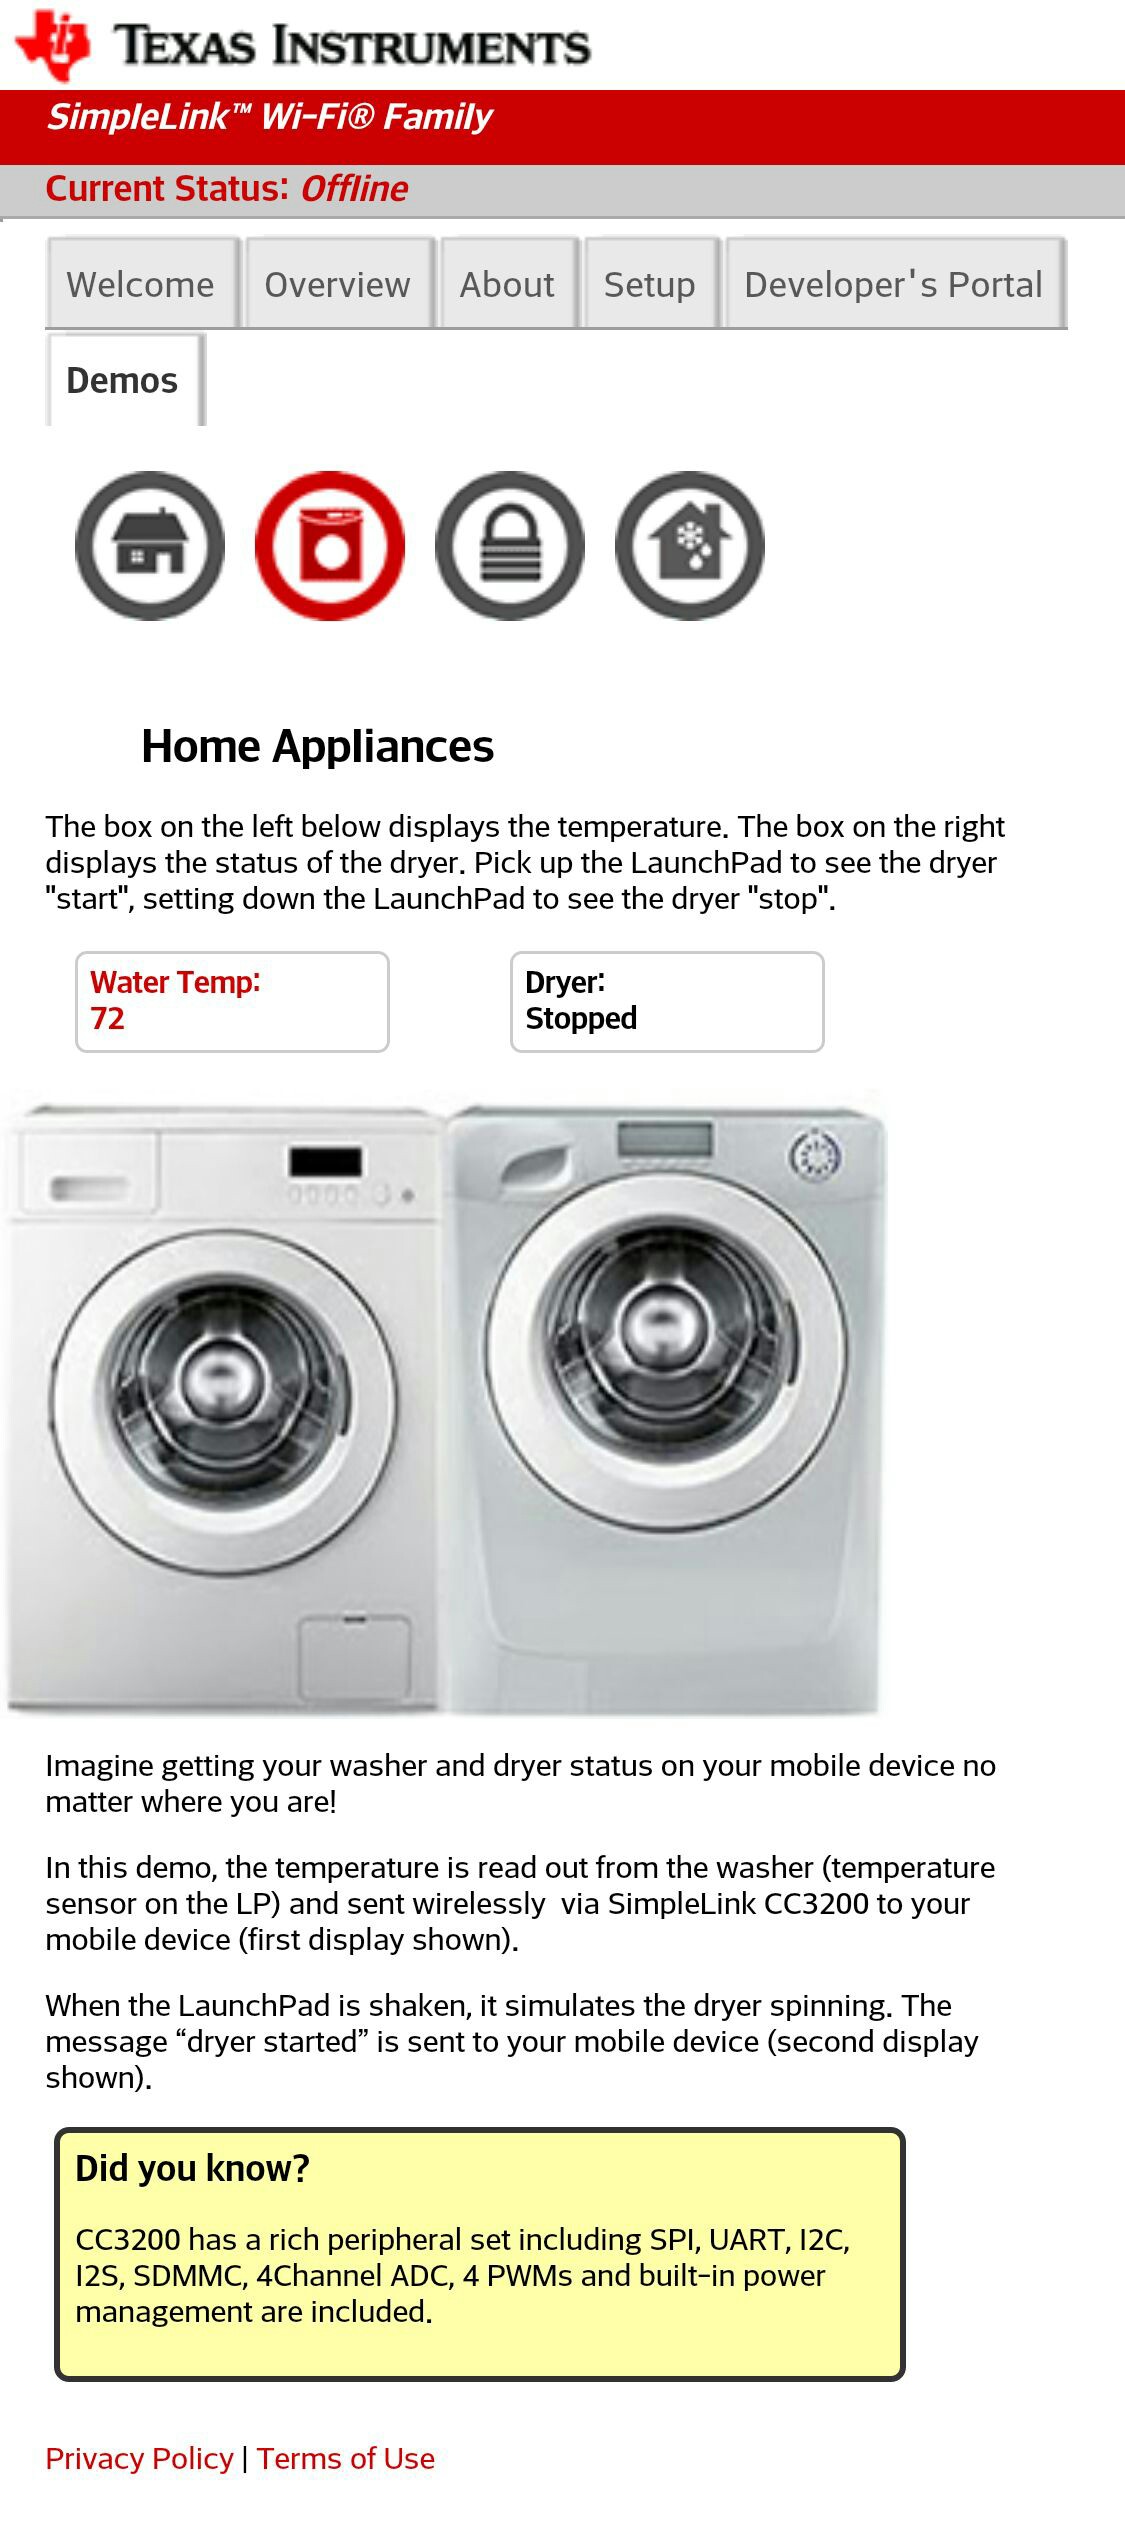 TEXAS INSTRUMENTS
SimpleLink™ Wi-Fi® Family
Current Status: Offline
Welcome Overview About Setup Developer's Portal
Demos
Home Appliances
The box on the left below displays the temperature. The box on the right
displays the status of the dryer. Pick up the LaunchPad to see the dryer
"start", setting down the LaunchPad to see the dryer "stop".
Water Temp:
72
Dryer:
Stopped
Imagine getting your washer and dryer status on your mobile device no
matter where you are!
In this demo, the temperature is read out from the washer (temperature
sensor on the LP) and sent wirelessly  via SimpleLink CC3200 to your
mobile device (first display shown).
When the LaunchPad is shaken, it simulates the dryer spinning. The
message “dryer started” is sent to your mobile device (second display
shown).
Did you know?
CC3200 has a rich peripheral set including SPI, UART, I2C,
I2S, SDMMC, 4Channel ADC, 4 PWMs and built-in power
management are included.
Privacy Policy | Terms of Use